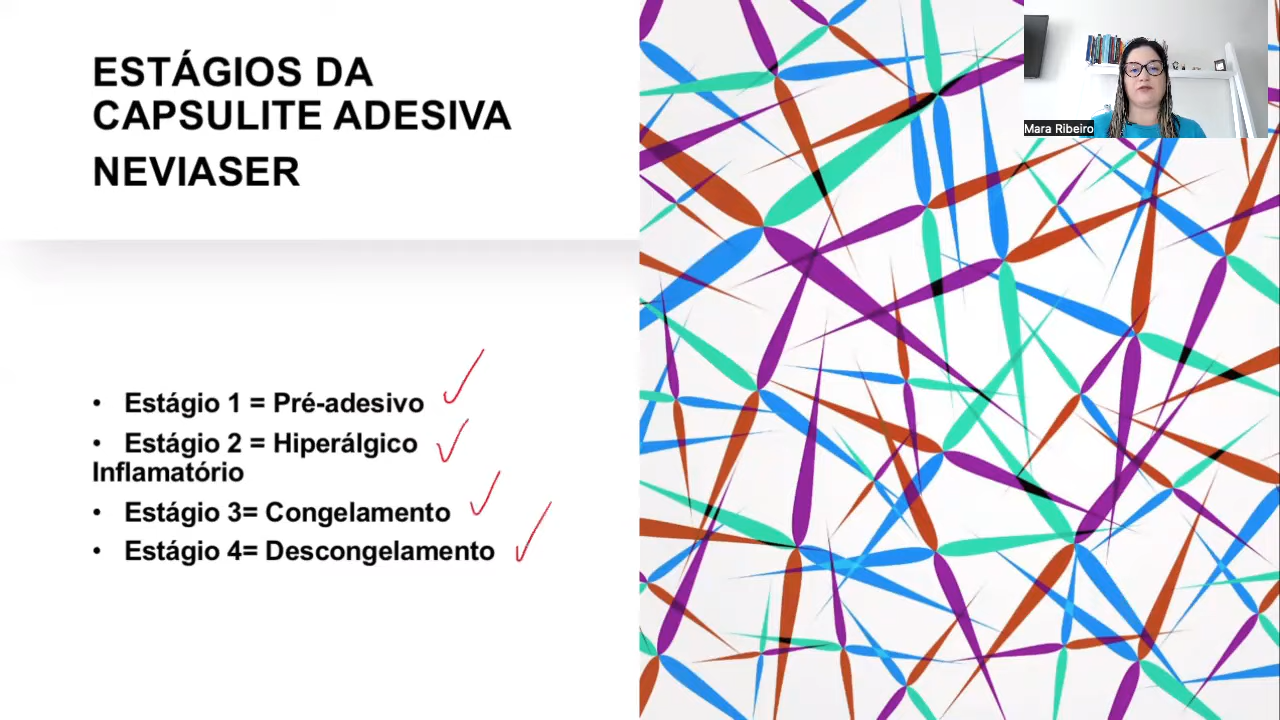 ESTÁGIOS DA
CAPSULITE ADESIVA
NEVIASER
Mara Ribeiro
• Estágio 1 = Pré-adesivo
• Estágio 2 = Hiperálgico
Inflamatório
• Estágio 3= Congelamento
• Estágio 4= Descongelamento